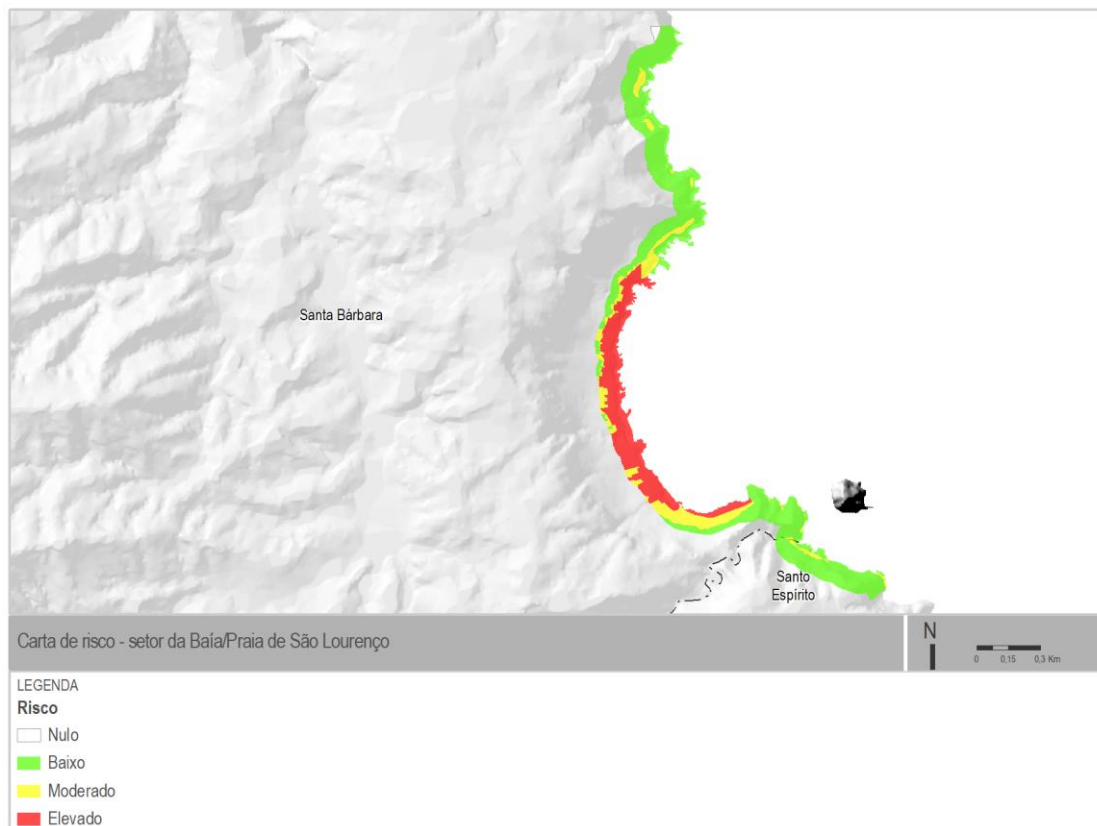 Santa Bárbara
Santo
Espírito
Carta de risco - setor da Baía/Praia de São Lourenço
N
0 0,15 0,3 Km
LEGENDA
Risco
Nulo
Baixo
Moderado
Elevado